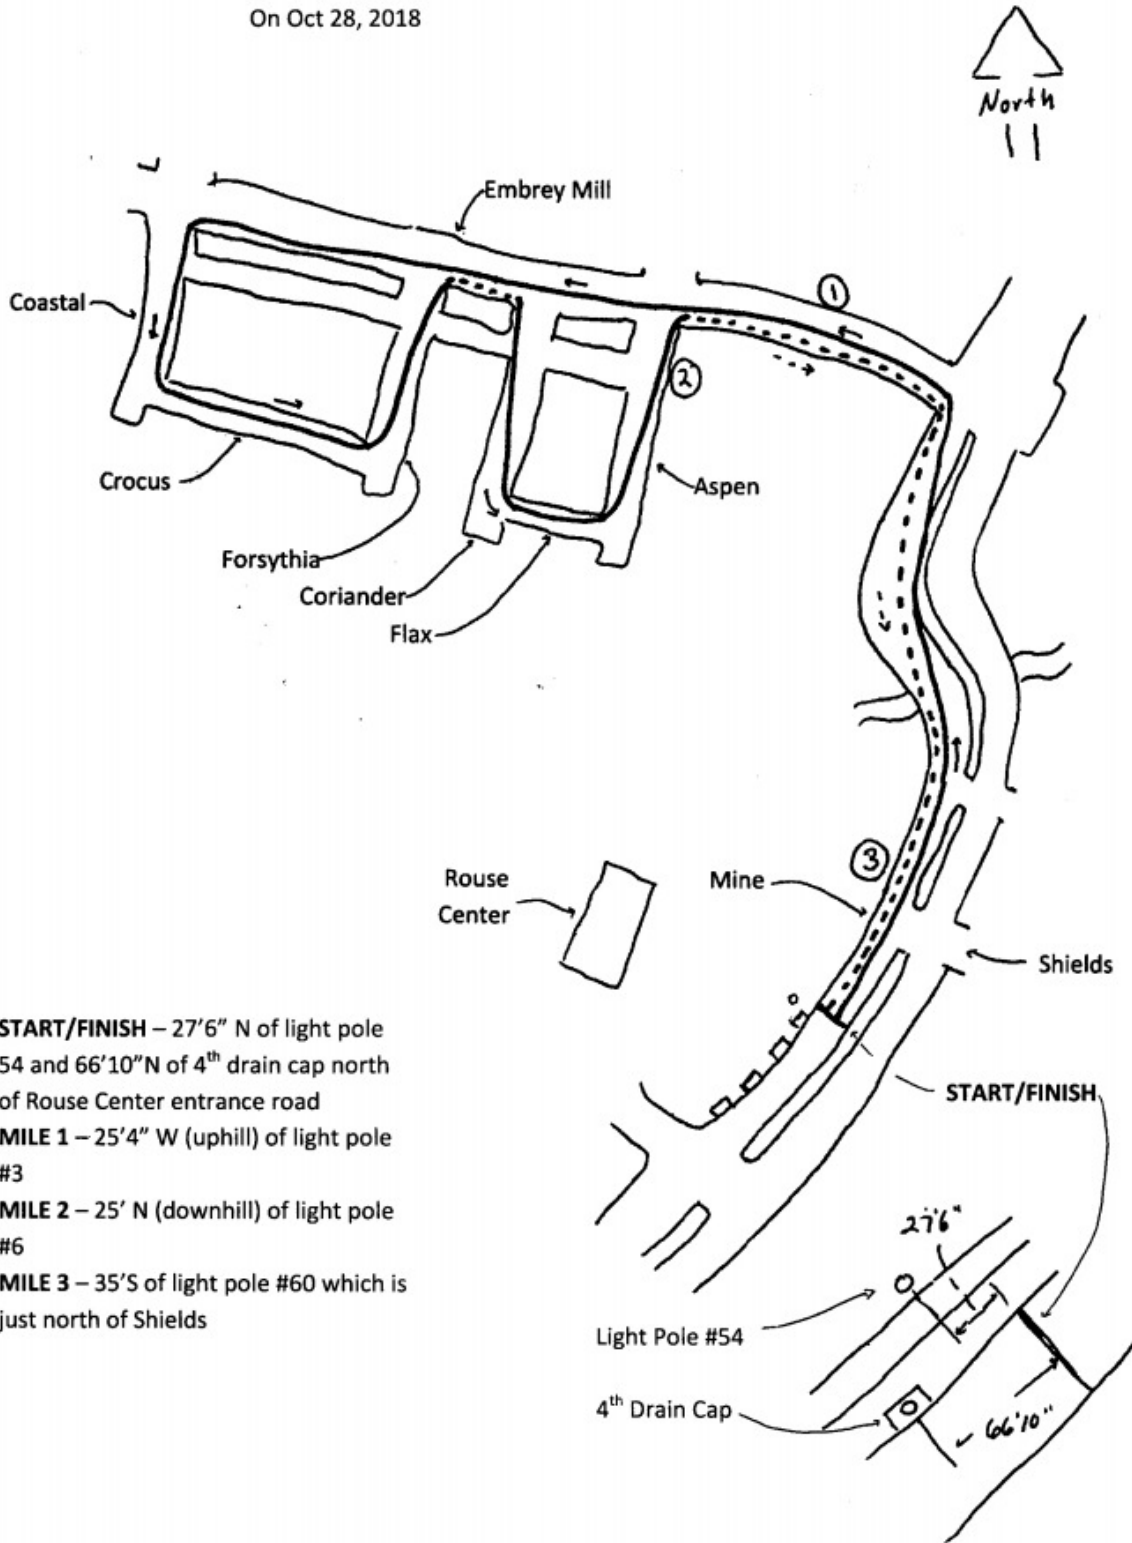 On Oct 28, 2018
North
Embrey Mill
1
Coastal
2
Crocus
Aspen
Forsythia
Coriander
Flax
3
Rouse
Center
Mine
Shields
START/FINISH – 27’6” N of light pole
54 and 66’10”N of 4th drain cap north
of Rouse Center entrance road
MILE 1 – 25’4” W (uphill) of light pole
#3
MILE 2 – 25’ N (downhill) of light pole
#6
MILE 3 – 35’S of light pole #60 which is
just north of Shields
START/FINISH
27'6"
Light Pole #54
4th Drain Cap
66'10"